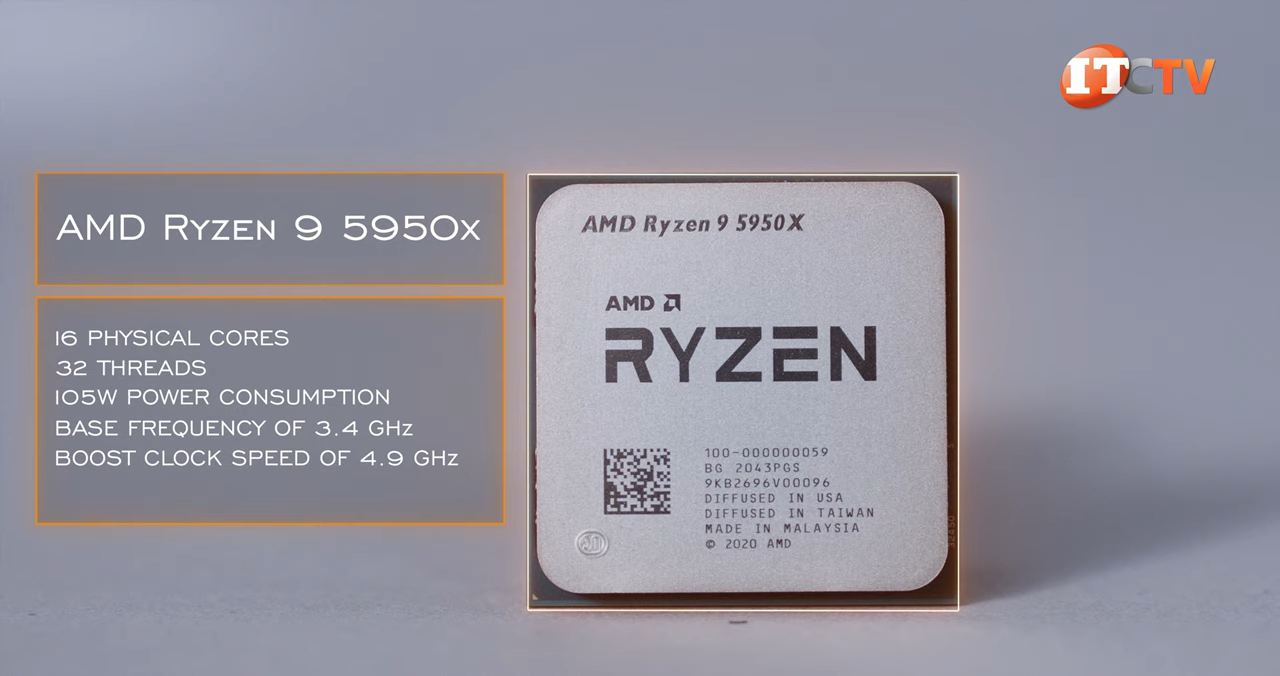 ITCTV
AMD Ryzen 9 5950x
16 PHYSICAL CORES
32 THREADS
105W POWER CONSUMPTION
BASE FREQUENCY OF 3.4 GHz
BOOST CLOCK SPEED OF 4.9 GHz
AMD Ryzen 9 5950X
AMD
RYZEN
100-000000059
BG 2043PGS
9KB2696V00096
DIFFUSED IN USA
DIFFUSED IN TAIWAN
MADE IN MALAYSIA
© 2020 AMD